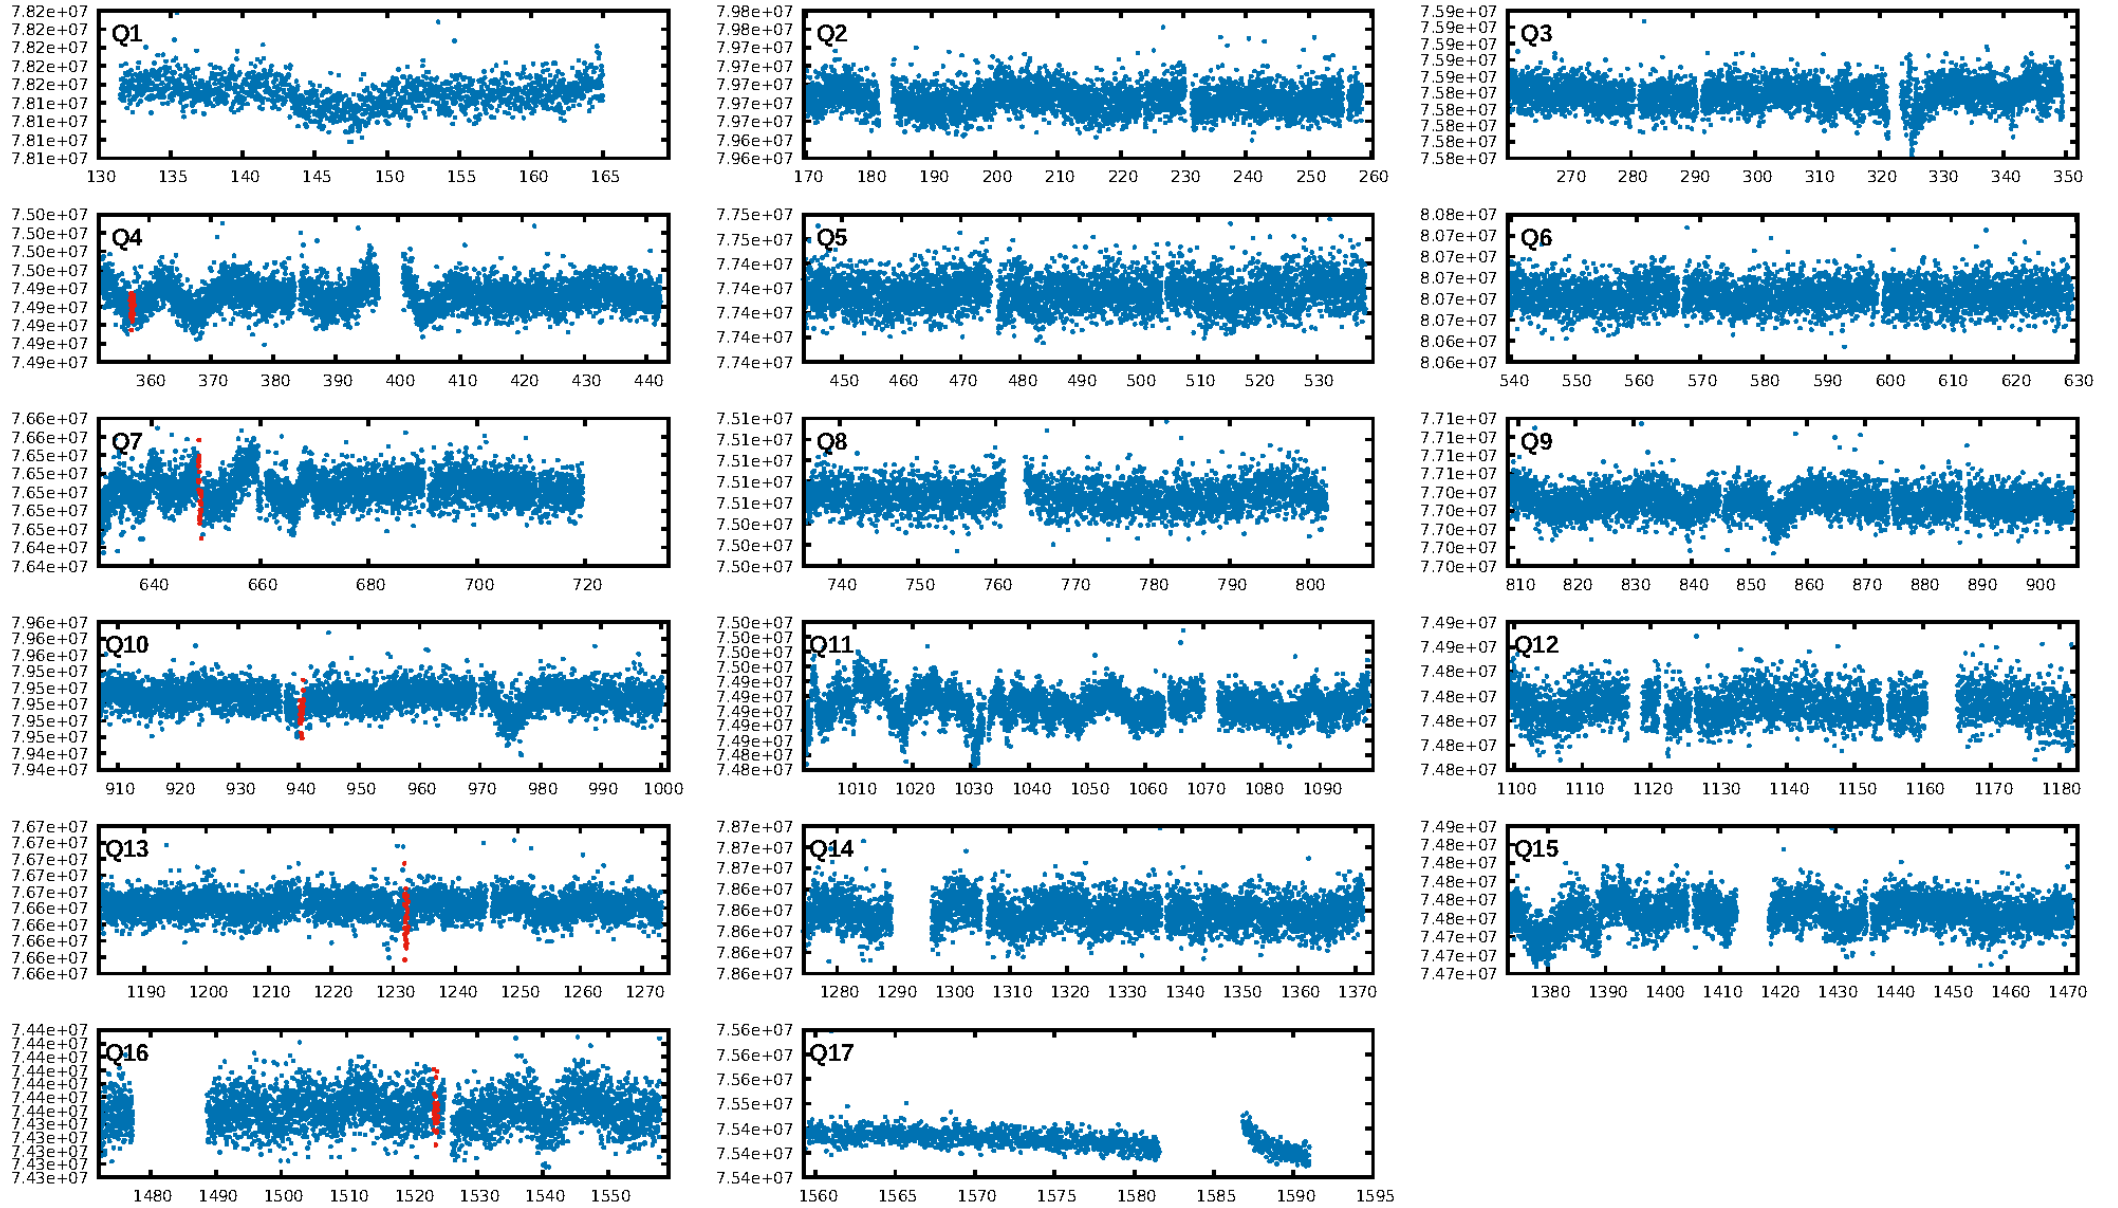 7.82e+07
7.82e+07
7.82e+07
7.82e+07
7.82e+07
7.81e+07
7.81e+07
7.81e+07
7.81e+07
Q1
130 135 140 145 150 155 160 165
7.98e+07
7.98e+07
7.97e+07
7.97e+07
7.97e+07
7.97e+07
7.97e+07
7.96e+07
7.96e+07
Q2
170 180 190 200 210 220 230 240 250 260
7.59e+07
7.59e+07
7.59e+07
7.59e+07
7.59e+07
7.58e+07
7.58e+07
7.58e+07
7.58e+07
7.58e+07
Q3
270 280 290 300 310 320 330 340 350
7.50e+07
7.50e+07
7.50e+07
7.50e+07
7.49e+07
7.49e+07
7.49e+07
7.49e+07
7.49e+07
Q4
360 370 380 390 400 410 420 430 440
7.75e+07
7.75e+07
7.74e+07
7.74e+07
7.74e+07
7.74e+07
7.74e+07
Q5
450 460 470 480 490 500 510 520 530
8.08e+07
8.07e+07
8.07e+07
8.07e+07
8.07e+07
8.07e+07
8.06e+07
8.06e+07
Q6
540 550 560 570 580 590 600 610 620 630
7.66e+07
7.66e+07
7.65e+07
7.65e+07
7.65e+07
7.65e+07
7.65e+07
7.64e+07
7.64e+07
Q7
640 660 680 700 720
7.51e+07
7.51e+07
7.51e+07
7.51e+07
7.51e+07
7.50e+07
7.50e+07
7.50e+07
Q8
740 750 760 770 780 790 800
7.71e+07
7.71e+07
7.71e+07
7.71e+07
7.70e+07
7.70e+07
7.70e+07
7.70e+07
7.70e+07
Q9
810 820 830 840 850 860 870 880 890 900
7.96e+07
7.96e+07
7.96e+07
7.95e+07
7.95e+07
7.95e+07
7.95e+07
7.95e+07
7.94e+07
7.94e+07
Q10
910 920 930 940 950 960 970 980 990 1000
7.50e+07
7.50e+07
7.50e+07
7.50e+07
7.49e+07
7.49e+07
7.49e+07
7.49e+07
7.49e+07
7.48e+07
7.48e+07
Q11
1010 1020 1030 1040 1050 1060 1070 1080 1090
7.49e+07
7.49e+07
7.48e+07
7.48e+07
7.48e+07
7.48e+07
7.48e+07
Q12
1100 1110 1120 1130 1140 1150 1160 1170 1180
7.67e+07
7.67e+07
7.67e+07
7.67e+07
7.67e+07
7.66e+07
7.66e+07
7.66e+07
7.66e+07
7.66e+07
Q13
1190 1200 1210 1220 1230 1240 1250 1260 1270
7.87e+07
7.87e+07
7.87e+07
7.86e+07
7.86e+07
7.86e+07
7.86e+07
7.86e+07
Q14
1280 1290 1300 1310 1320 1330 1340 1350 1360 1370
7.49e+07
7.48e+07
7.48e+07
7.48e+07
7.48e+07
7.48e+07
7.47e+07
7.47e+07
7.47e+07
Q15
1380 1390 1400 1410 1420 1430 1440 1450 1460 1470
7.44e+07
7.44e+07
7.44e+07
7.44e+07
7.44e+07
7.44e+07
7.44e+07
7.43e+07
7.43e+07
7.43e+07
7.43e+07
7.43e+07
Q16
1480 1490 1500 1510 1520 1530 1540 1550
7.56e+07
7.56e+07
7.56e+07
7.55e+07
7.54e+07
7.54e+07
7.54e+07
Q17
1560 1565 1570 1575 1580 1585 1590 1595